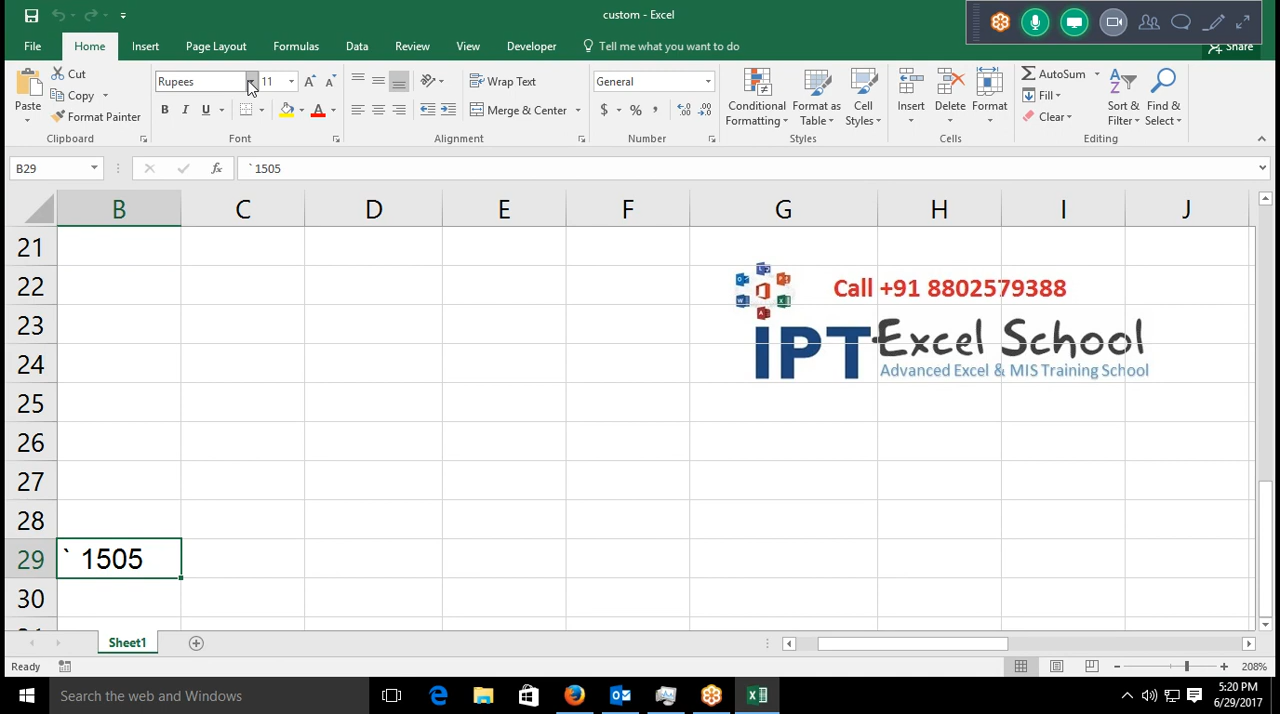 custom - Excel
File Home Insert Page Layout Formulas Data Review View Developer Tell me what you want to do Share
Paste Cut Copy Format Painter Clipboard
Rupees 11 B I U A Font
Wrap Text Merge & Center Alignment
General $ % , Number
Conditional Formatting Format as Table Cell Styles Styles
Insert Delete Format Cells
AutoSum Fill Clear Sort & Filter Find & Select Editing
B29 fx ` 1505
B C D E F G H I J
21
22 Call +91 8802579388
23
IPT Excel School
24 Advanced Excel & MIS Training School
25
26
27
28
29 ` 1505
30
Sheet1
Ready 208%
Search the web and Windows 5:20 PM
6/29/2017